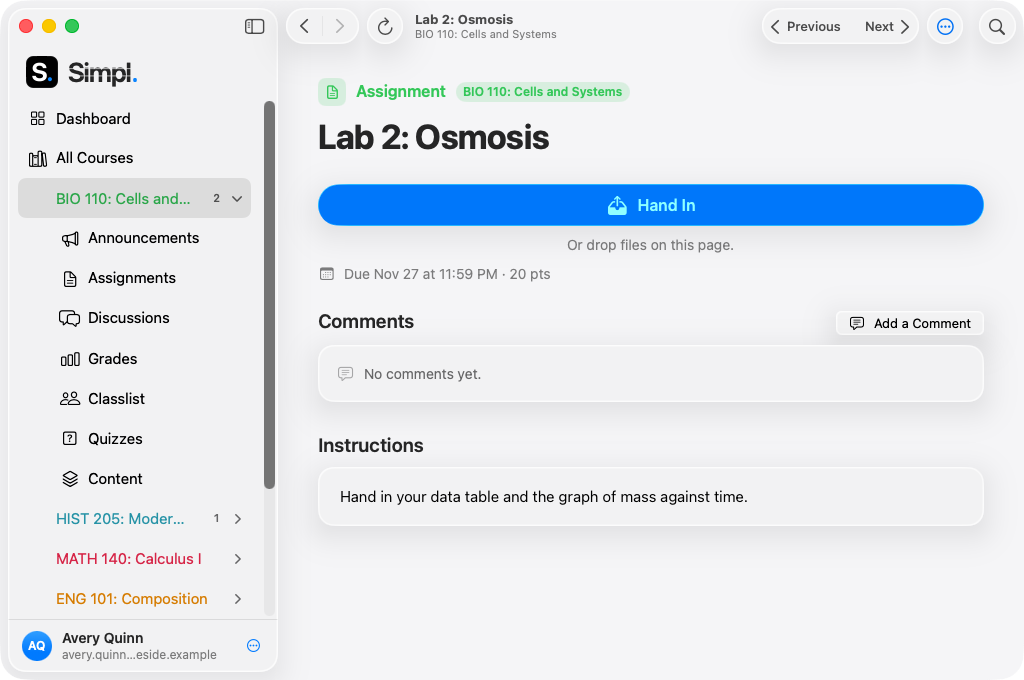 Lab 2: Osmosis
BIO 110: Cells and Systems
Previous
Next
S.
Simpl.
Dashboard
All Courses
BIO 110: Cells and... 2
Announcements
Assignments
Discussions
Grades
Classlist
Quizzes
Content
HIST 205: Moder... 1
MATH 140: Calculus I
ENG 101: Composition
AQ
Avery Quinn
avery.quinn...eside.example
Assignment
BIO 110: Cells and Systems
Lab 2: Osmosis
Hand In
Or drop files on this page.
Due Nov 27 at 11:59 PM · 20 pts
Comments
Add a Comment
No comments yet.
Instructions
Hand in your data table and the graph of mass against time.